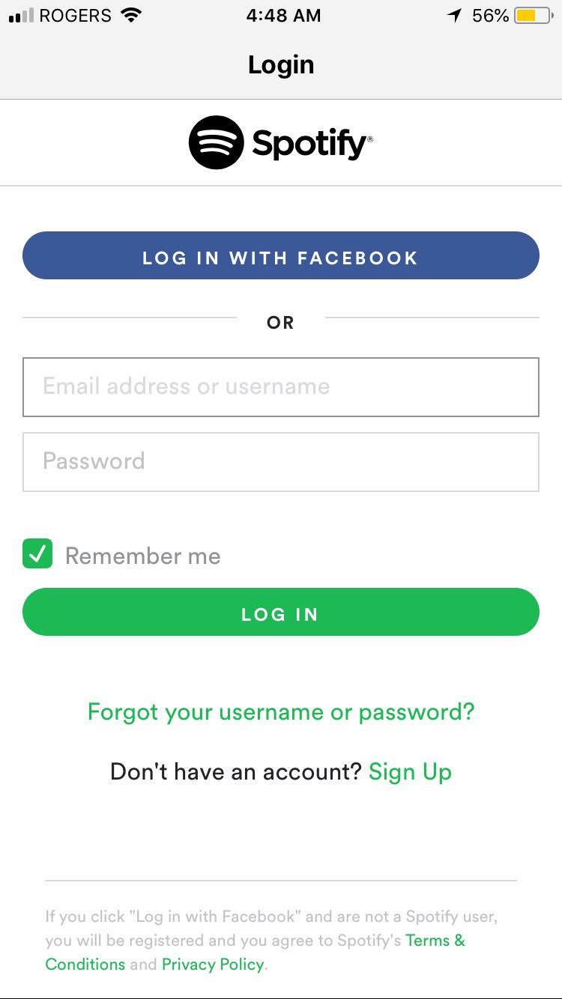 ROGERS 4:48 AM 56%
Login
Spotify®
LOG IN WITH FACEBOOK
OR
Email address or username
Password
Remember me
LOG IN
Forgot your username or password?
Don't have an account? Sign Up
If you click "Log in with Facebook" and are not a Spotify user,
you will be registered and you agree to Spotify's Terms &
Conditions and Privacy Policy.